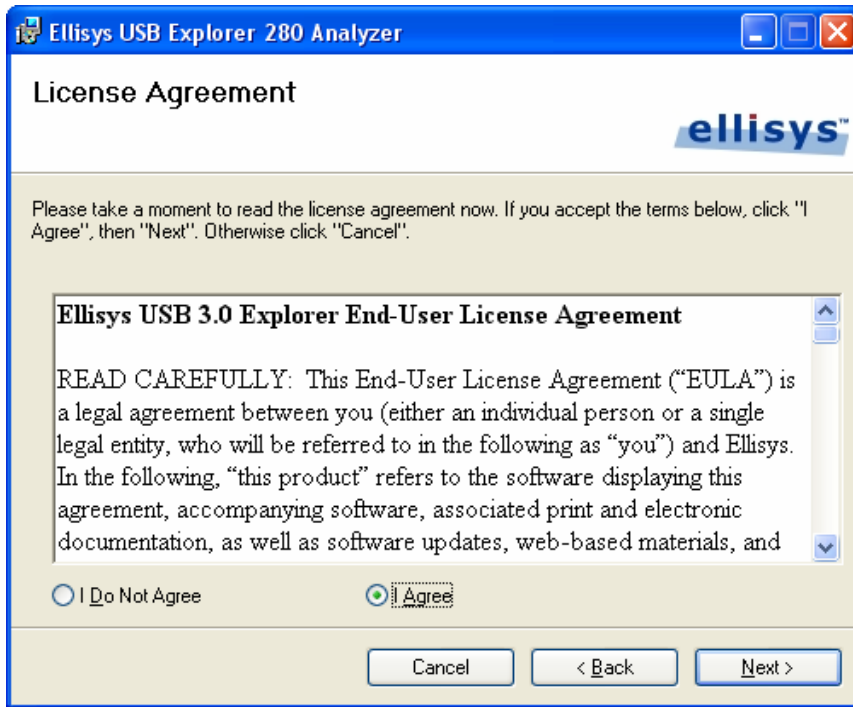 Ellisys USB Explorer 280 Analyzer
License Agreement
ellisys™
Please take a moment to read the license agreement now. If you accept the terms below, click "I
Agree", then "Next". Otherwise click "Cancel".
Ellisys USB 3.0 Explorer End-User License Agreement
READ CAREFULLY: This End-User License Agreement (“EULA”) is
a legal agreement between you (either an individual person or a single
legal entity, who will be referred to in the following as “you”) and Ellisys.
In the following, “this product” refers to the software displaying this
agreement, accompanying software, associated print and electronic
documentation, as well as software updates, web-based materials, and
I Do Not Agree
I Agree
Cancel
< Back
Next >